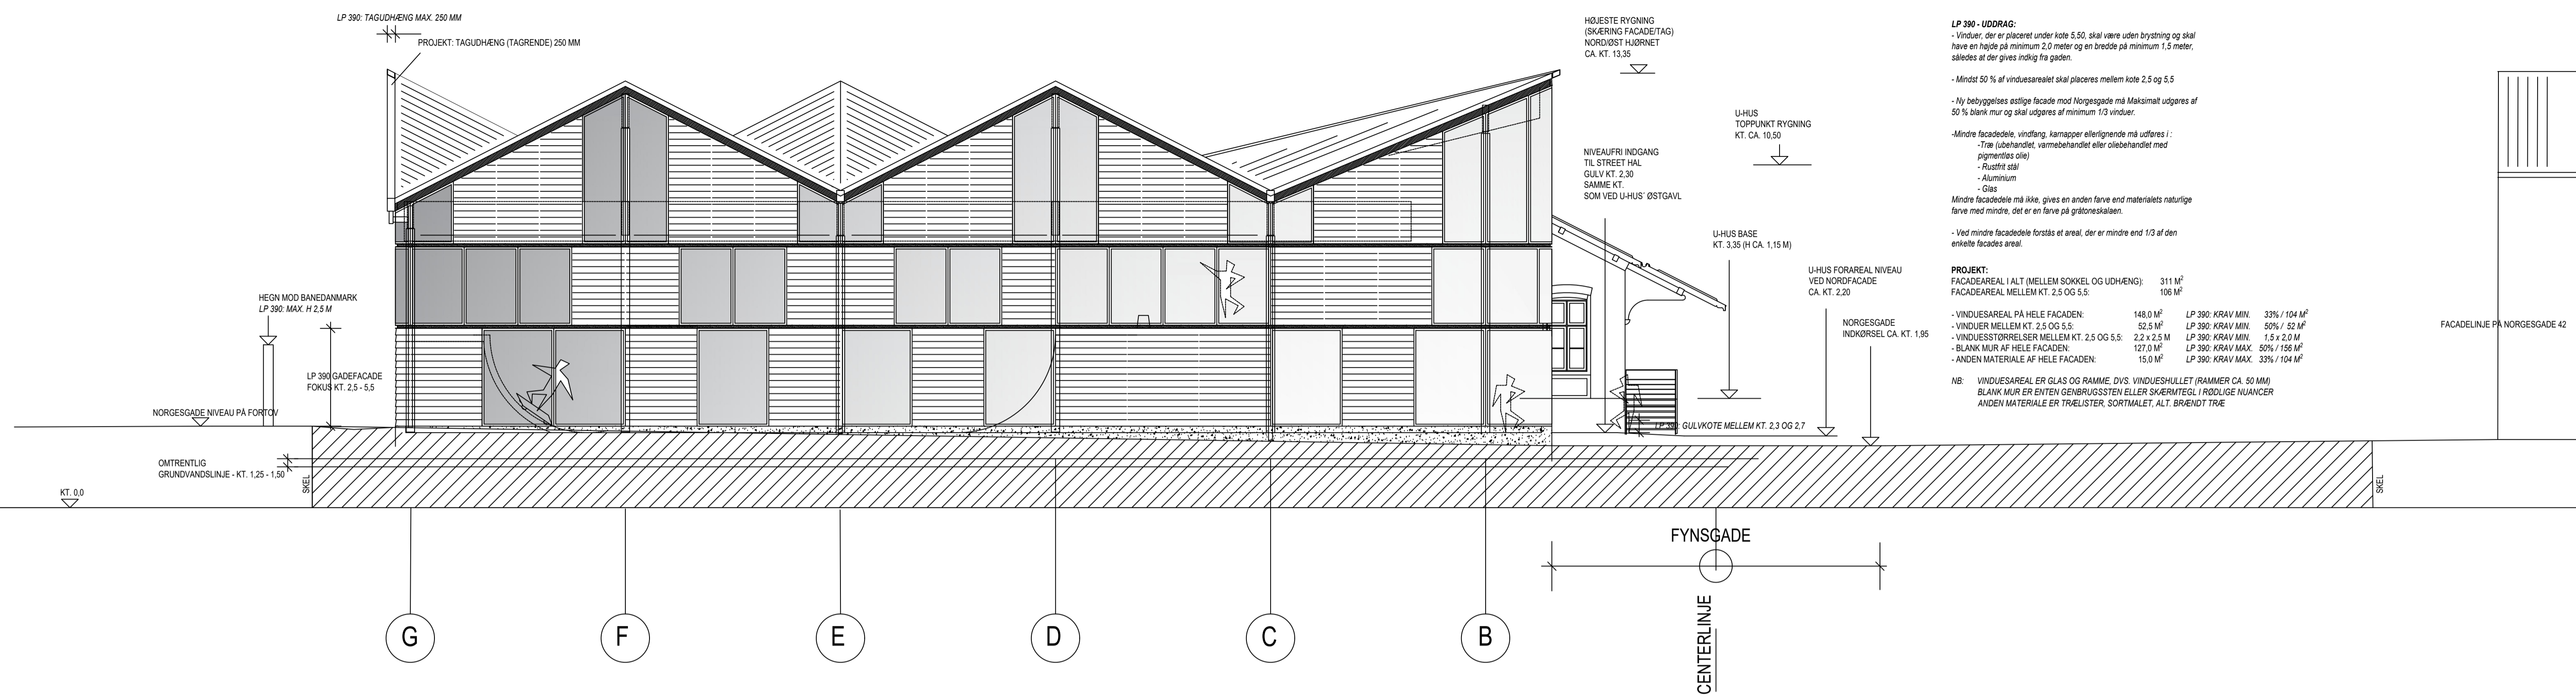 LP 390: TAGUDHÆNG MAX. 250 MM
PROJEKT: TAGUDHÆNG (TAGRENDE) 250 MM
HØJESTE RYGNING
(SKÆRING FACADE/TAG)
NORD/ØST HJØRNET
CA. KT. 13,35
U-HUS
TOPPUNKT RYGNING
KT. CA. 10,50
NIVEAUFRI INDGANG
TIL STREET HAL
GULV KT. 2,30
SAMME KT.
SOM VED U-HUS´ ØSTGAVL
U-HUS BASE
KT. 3,35 (H CA. 1,15 M)
U-HUS FORAREAL NIVEAU
VED NORDFACADE
CA. KT. 2,20
NORGESGADE
INDKØRSEL CA. KT. 1,95
LP 390 - UDDRAG:
- Vinduer, der er placeret under kote 5,50, skal være uden brystning og skal
have en højde på minimum 2,0 meter og en bredde på minimum 1,5 meter,
således at der gives indkig fra gaden.
- Mindst 50 % af vinduesarealet skal placeres mellem kote 2,5 og 5,5
- Ny bebyggelses østlige facade mod Norgesgade må Maksimalt udgøres af
50 % blank mur og skal udgøres af minimum 1/3 vinduer.
-Mindre facadedele, vindfang, karnapper ellerlignende må udføres i :
-Træ (ubehandlet, varmebehandlet eller oliebehandlet med
pigmentløs olie)
- Rustfrit stål
- Aluminium
- Glas
Mindre facadedele må ikke, gives en anden farve end materialets naturlige
farve med mindre, det er en farve på gråtoneskalaen.
- Ved mindre facadedele forstås et areal, der er mindre end 1/3 af den
enkelte facades areal.
PROJEKT:
FACADEAREAL I ALT (MELLEM SOKKEL OG UDHÆNG): 311 M²
FACADEAREAL MELLEM KT. 2,5 OG 5,5: 106 M²
- VINDUESAREAL PÅ HELE FACADEN: 148,0 M² LP 390: KRAV MIN. 33% / 104 M²
- VINDUER MELLEM KT. 2,5 OG 5,5: 52,5 M² LP 390: KRAV MIN. 50% / 52 M²
- VINDUESSTØRRELSER MELLEM KT. 2,5 OG 5,5: 2,2 x 2,5 M LP 390: KRAV MIN. 1,5 x 2,0 M
- BLANK MUR AF HELE FACADEN: 127,0 M² LP 390: KRAV MAX. 50% / 156 M²
- ANDEN MATERIALE AF HELE FACADEN: 15,0 M² LP 390: KRAV MAX. 33% / 104 M²
NB: VINDUESAREAL ER GLAS OG RAMME, DVS. VINDUESHULLET (RAMMER CA. 50 MM)
BLANK MUR ER ENTEN GENBRUGSSTEN ELLER SKÆRMTEGL I RØDLIGE NUANCER
ANDEN MATERIALE ER TRÆLISTER, SORTMALET, ALT. BRÆNDT TRÆ
FACADELINJE PÅ NORGESGADE 42
HEGN MOD BANEDANMARK
LP 390: MAX. H 2,5 M
LP 390 GADEFACADE
FOKUS KT. 2,5 - 5,5
NORGESGADE NIVEAU PÅ FORTOV
LP 390: GULVKOTE MELLEM KT. 2,3 OG 2,7
OMTRENTLIG
GRUNDVANDSLINJE - KT. 1,25 - 1,50
SKEL
SKEL
KT. 0,0
FYNSGADE
CENTERLINJE
G
F
E
D
C
B